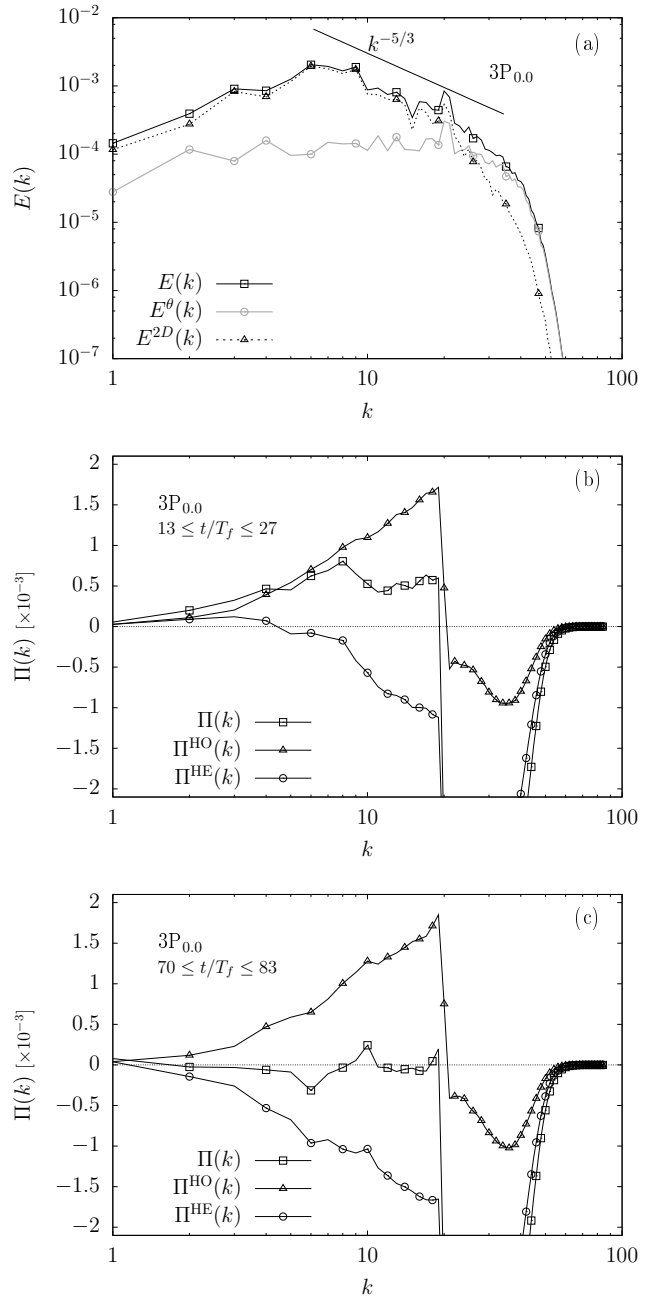 (a)
k^{-5/3}
3P_{0.0}
10^{-2}
10^{-3}
10^{-4}
10^{-5}
10^{-6}
10^{-7}
E(k)
E(k)
E^θ(k)
E^{2D}(k)
1 10 100
k
(b)
3P_{0.0}
13 ≤ t/T_f ≤ 27
2
1.5
1
0.5
0
−0.5
−1
−1.5
−2
Π(k) [×10^{-3}]
Π(k)
Π^{HO}(k)
Π^{HE}(k)
1 10 100
k
(c)
3P_{0.0}
70 ≤ t/T_f ≤ 83
2
1.5
1
0.5
0
−0.5
−1
−1.5
−2
Π(k) [×10^{-3}]
Π(k)
Π^{HO}(k)
Π^{HE}(k)
1 10 100
k